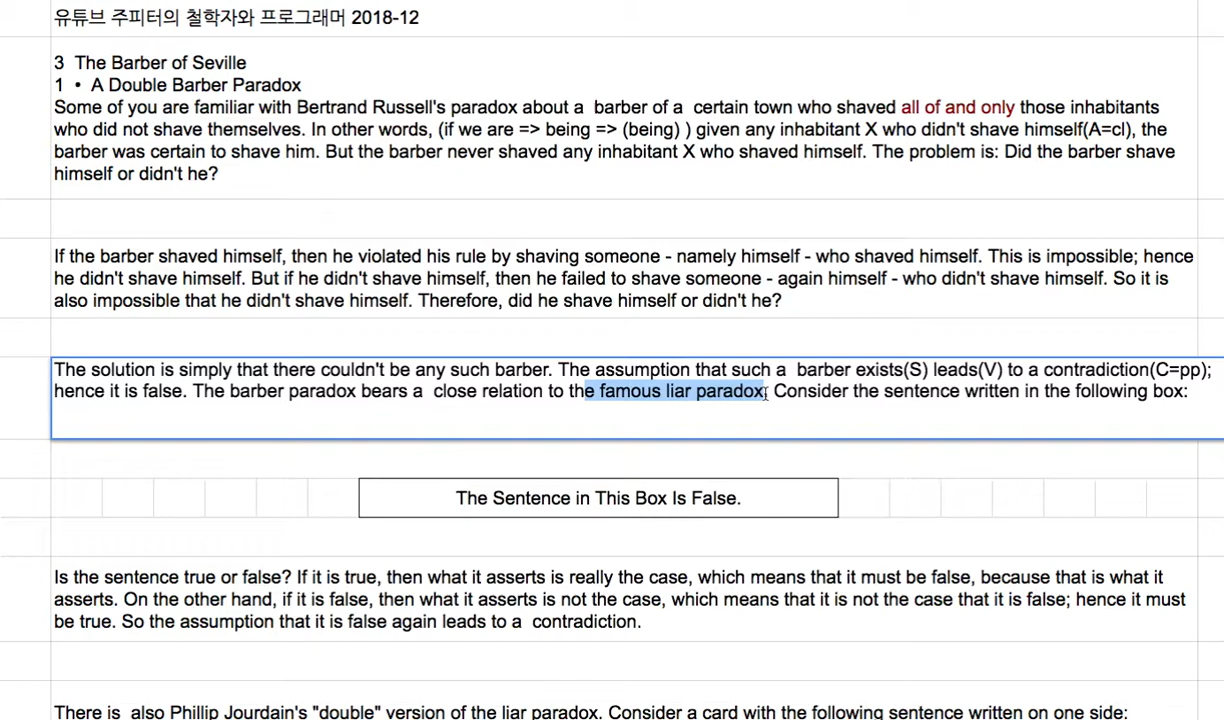 유튜브 주피터의 철학자와 프로그래머 2018-12
3  The Barber of Seville
1  •  A Double Barber Paradox
Some of you are familiar with Bertrand Russell's paradox about a  barber of a  certain town who shaved all of and only those inhabitants
who did not shave themselves. In other words, (if we are => being => (being) ) given any inhabitant X who didn't shave himself(A=cl), the
barber was certain to shave him. But the barber never shaved any inhabitant X who shaved himself. The problem is: Did the barber shave
himself or didn't he?
If the barber shaved himself, then he violated his rule by shaving someone - namely himself - who shaved himself. This is impossible; hence
he didn't shave himself. But if he didn't shave himself, then he failed to shave someone - again himself - who didn't shave himself. So it is
also impossible that he didn't shave himself. Therefore, did he shave himself or didn't he?
The solution is simply that there couldn't be any such barber. The assumption that such a  barber exists(S) leads(V) to a contradiction(C=pp);
hence it is false. The barber paradox bears a  close relation to the famous liar paradox. Consider the sentence written in the following box:
The Sentence in This Box Is False.
Is the sentence true or false? If it is true, then what it asserts is really the case, which means that it must be false, because that is what it
asserts. On the other hand, if it is false, then what it asserts is not the case, which means that it is not the case that it is false; hence it must
be true. So the assumption that it is false again leads to a  contradiction.
There is  also Phillip Jourdain's "double" version of the liar paradox. Consider a card with the following sentence written on one side: